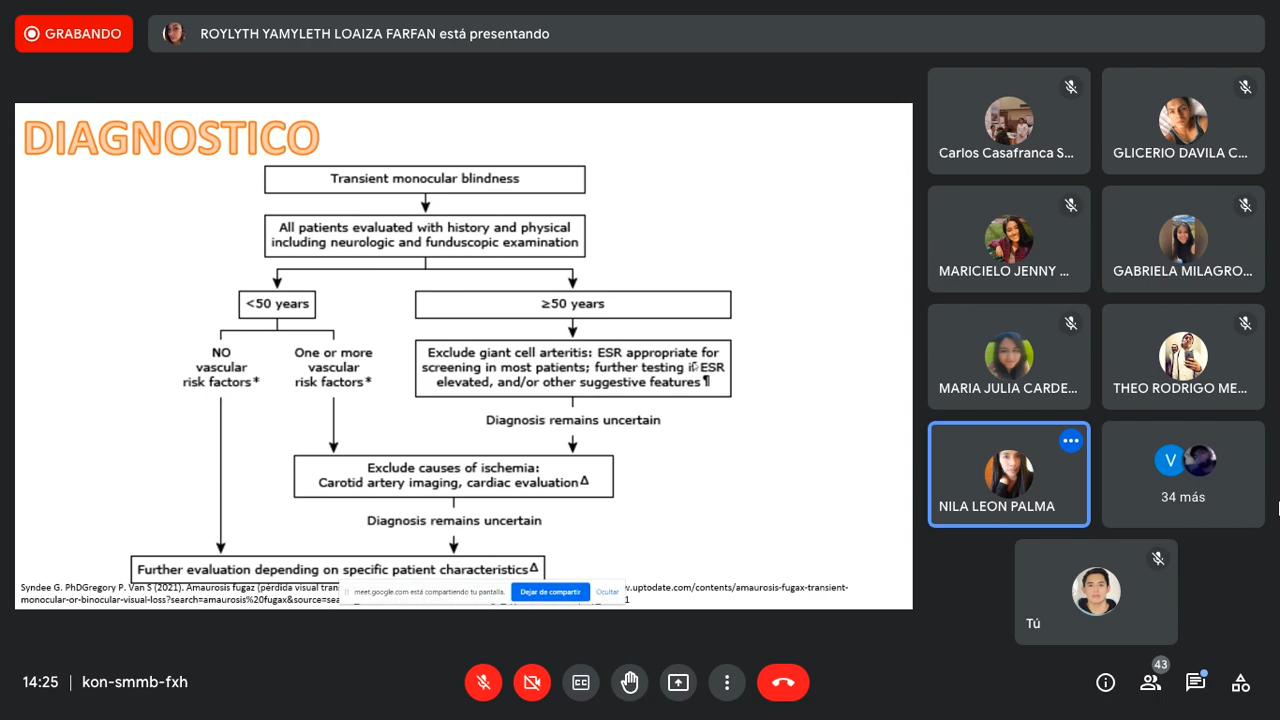 GRABANDO
ROYLYTH YAMYLETH LOAIZA FARFAN está presentando
DIAGNOSTICO
Transient monocular blindness
All patients evaluated with history and physical
including neurologic and funduscopic examination
<50 years
≥50 years
NO
vascular
risk factors*
One or more
vascular
risk factors*
Exclude giant cell arteritis: ESR appropriate for
screening in most patients; further testing if ESR
elevated, and/or other suggestive features¶
Diagnosis remains uncertain
Exclude causes of ischemia:
Carotid artery imaging, cardiac evaluationΔ
Diagnosis remains uncertain
Further evaluation depending on specific patient characteristicsΔ
Syndee G. PhDGregory P. Van S (2021). Amaurosis fugaz (pérdida visual tran
w.uptodate.com/contents/amaurosis-fugax-transient-
monocular-or-binocular-visual-loss?search=amaurosis%20fugax&source=sea
1
meet.google.com está compartiendo tu pantalla.
Dejar de compartir
Ocultar
Carlos Casafranca S...
GLICERIO DAVILA C...
MARICIELO JENNY ...
GABRIELA MILAGRO...
MARIA JULIA CARDE...
THEO RODRIGO ME...
NILA LEON PALMA
V
34 más
Tú
14:25 | kon-smmb-fxh
CC
43